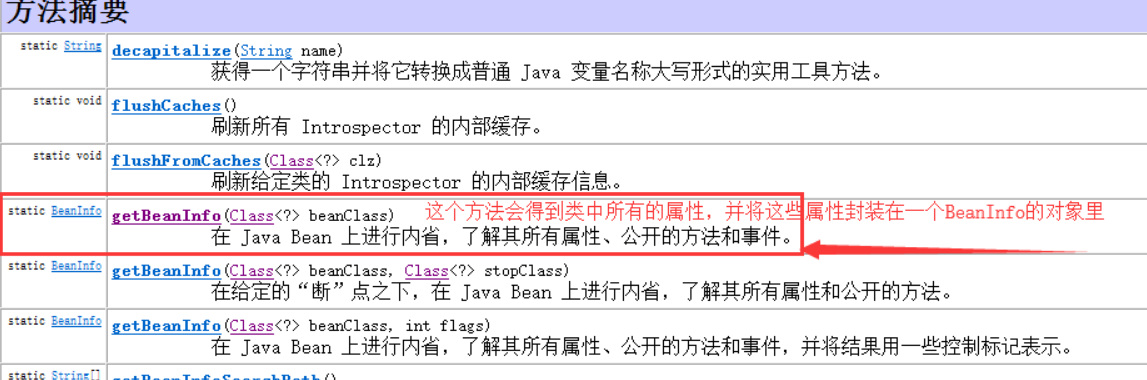 方法摘要
static String decapitalize(String name)
获得一个字符串并将它转换成普通 Java 变量名称大写形式的实用工具方法。
static void flushCaches()
刷新所有 Introspector 的内部缓存。
static void flushFromCaches(Class<?> clz)
刷新给定类的 Introspector 的内部缓存信息。
static BeanInfo getBeanInfo(Class<?> beanClass) 这个方法会得到类中所有的属性，并将这些属性封装在一个BeanInfo的对象里
在 Java Bean 上进行内省，了解其所有属性、公开的方法和事件。
static BeanInfo getBeanInfo(Class<?> beanClass, Class<?> stopClass)
在给定的“断”点之下，在 Java Bean 上进行内省，了解其所有属性和公开的方法。
static BeanInfo getBeanInfo(Class<?> beanClass, int flags)
在 Java Bean 上进行内省，了解其所有属性、公开的方法和事件，并将结果用一些控制标记表示。
static String[] getBeanInfoSearchPath()